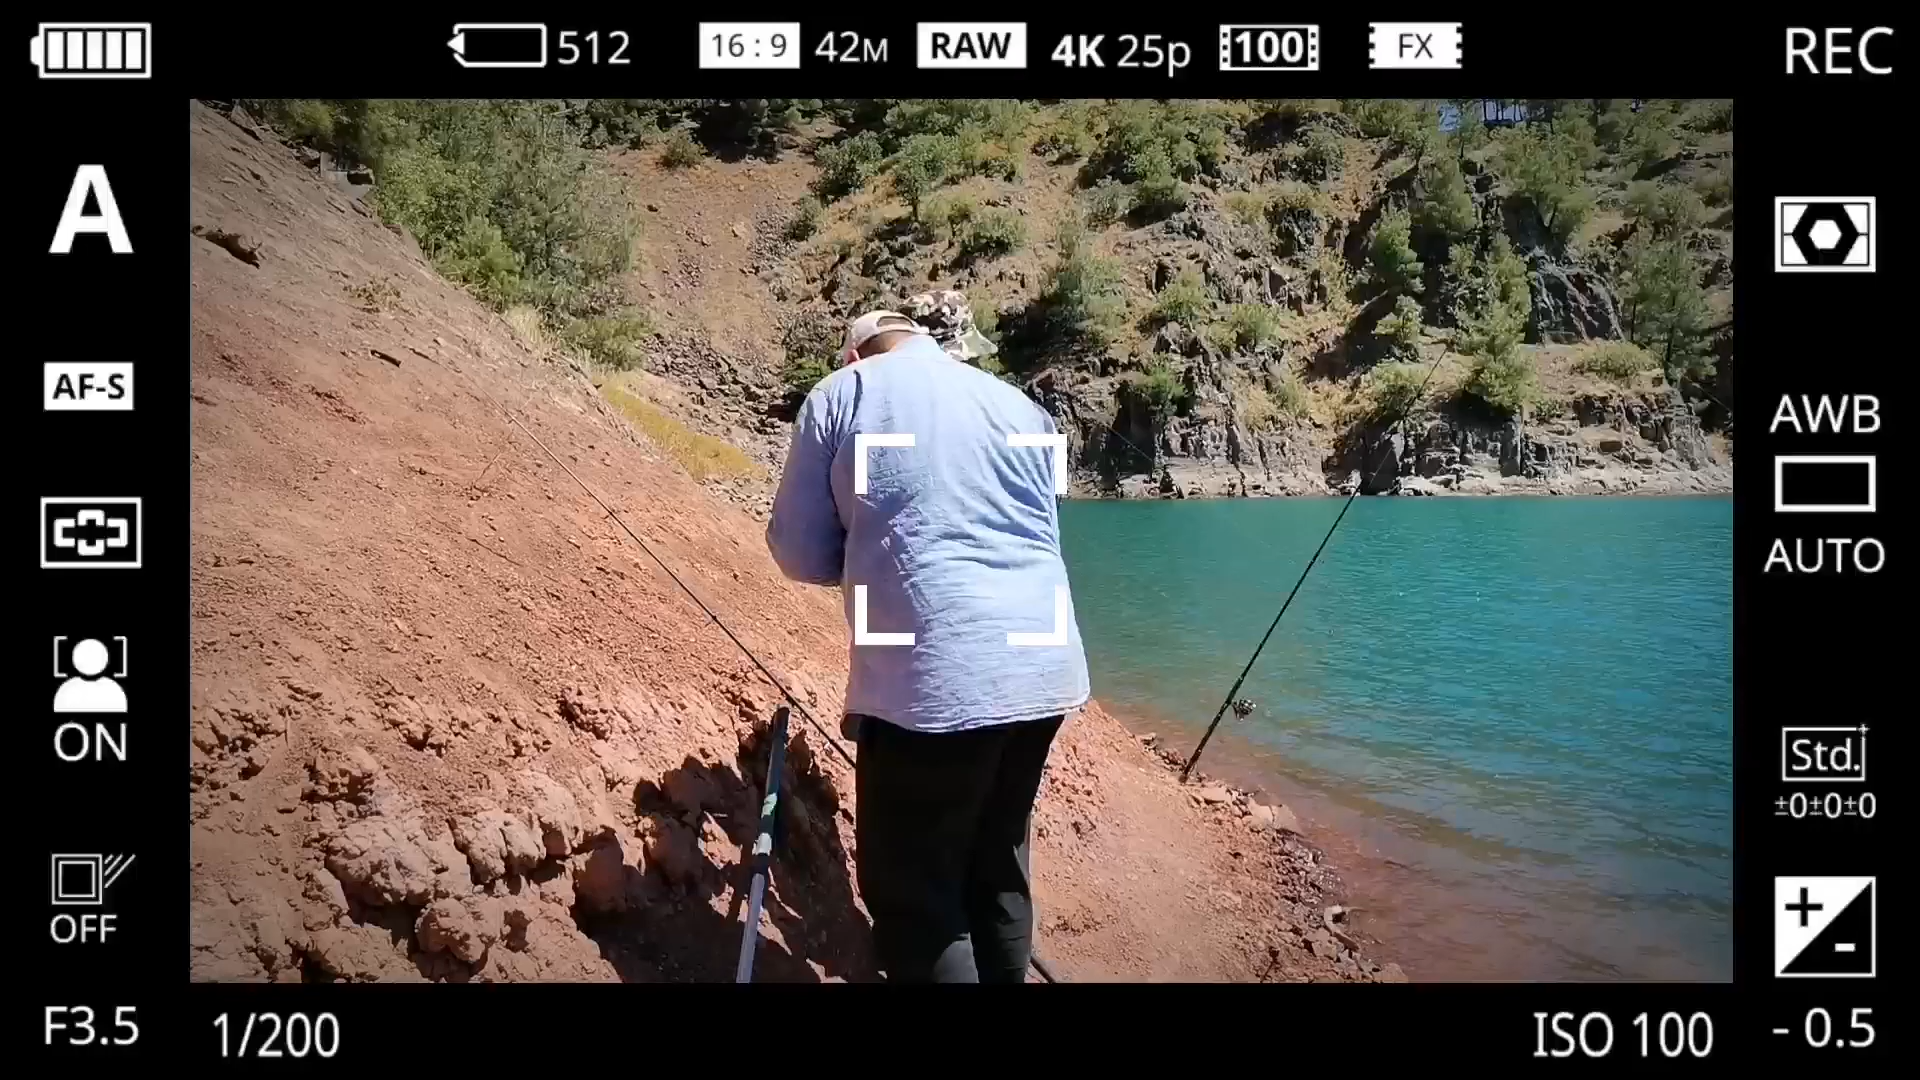 512 16:9 42M RAW 4K 25p 100 FX REC
A
AF-S
AWB
AUTO
ON
Std.
±0±0±0
OFF
F3.5 1/200 ISO 100 - 0.5